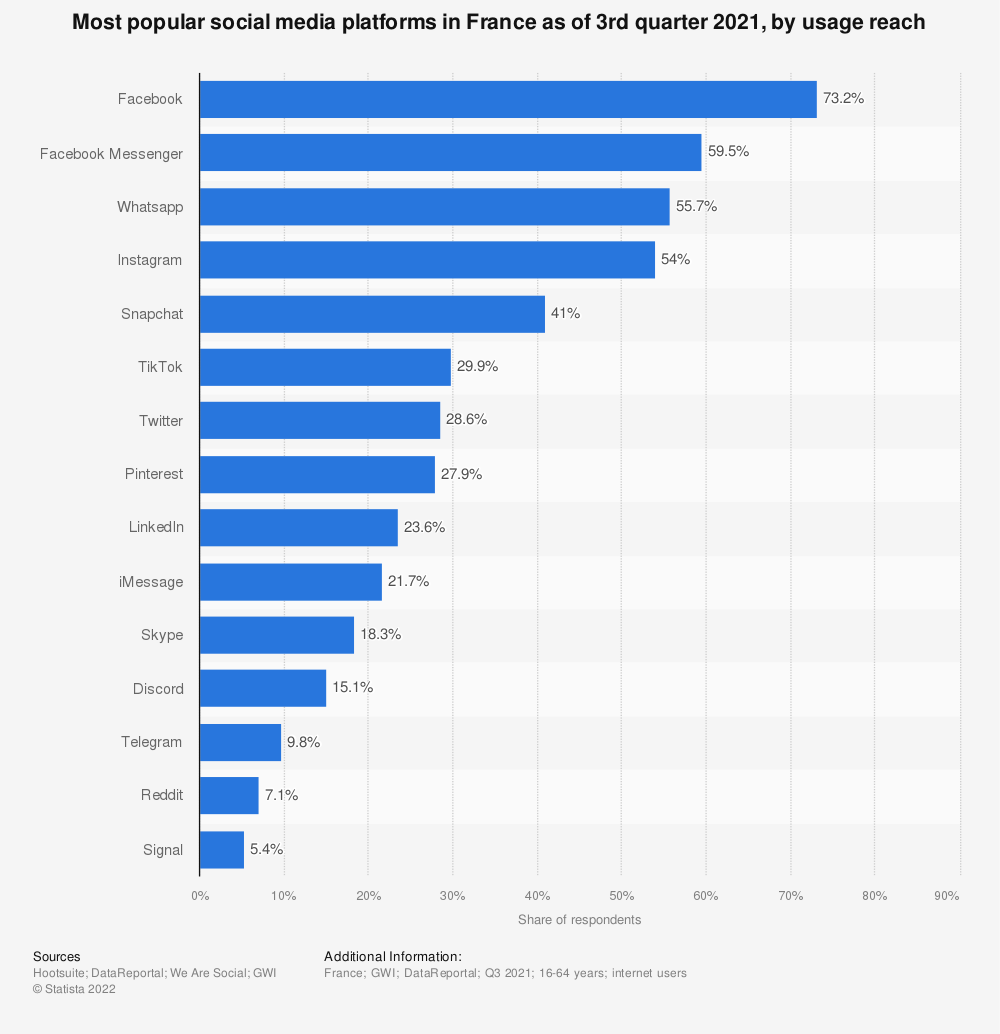 Most popular social media platforms in France as of 3rd quarter 2021, by usage reach
Facebook 73.2%
Facebook Messenger 59.5%
Whatsapp 55.7%
Instagram 54%
Snapchat 41%
TikTok 29.9%
Twitter 28.6%
Pinterest 27.9%
LinkedIn 23.6%
iMessage 21.7%
Skype 18.3%
Discord 15.1%
Telegram 9.8%
Reddit 7.1%
Signal 5.4%
0% 10% 20% 30% 40% 50% 60% 70% 80% 90%
Share of respondents
Sources
Hootsuite; DataReportal; We Are Social; GWI
© Statista 2022
Additional Information:
France; GWI; DataReportal; Q3 2021; 16-64 years; internet users